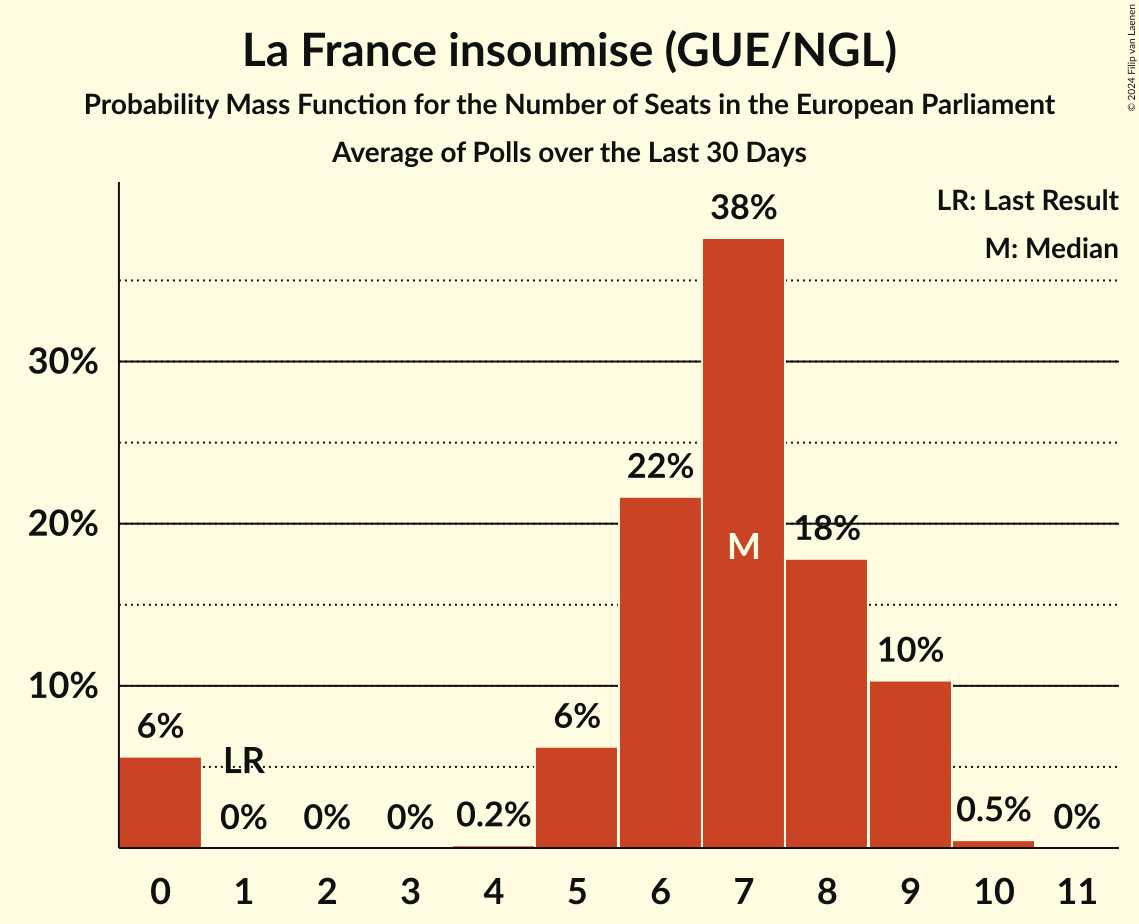 La France insoumise (GUE/NGL)
Probability Mass Function for the Number of Seats in the European Parliament
Average of Polls over the Last 30 Days
© 2024 Filip van Laenen
LR: Last Result
M: Median
38%
30%
22%
20%
M
18%
10%
10%
6%
6%
LR
0%
0%
0%
0.2%
0.5%
0%
0 1 2 3 4 5 6 7 8 9 10 11